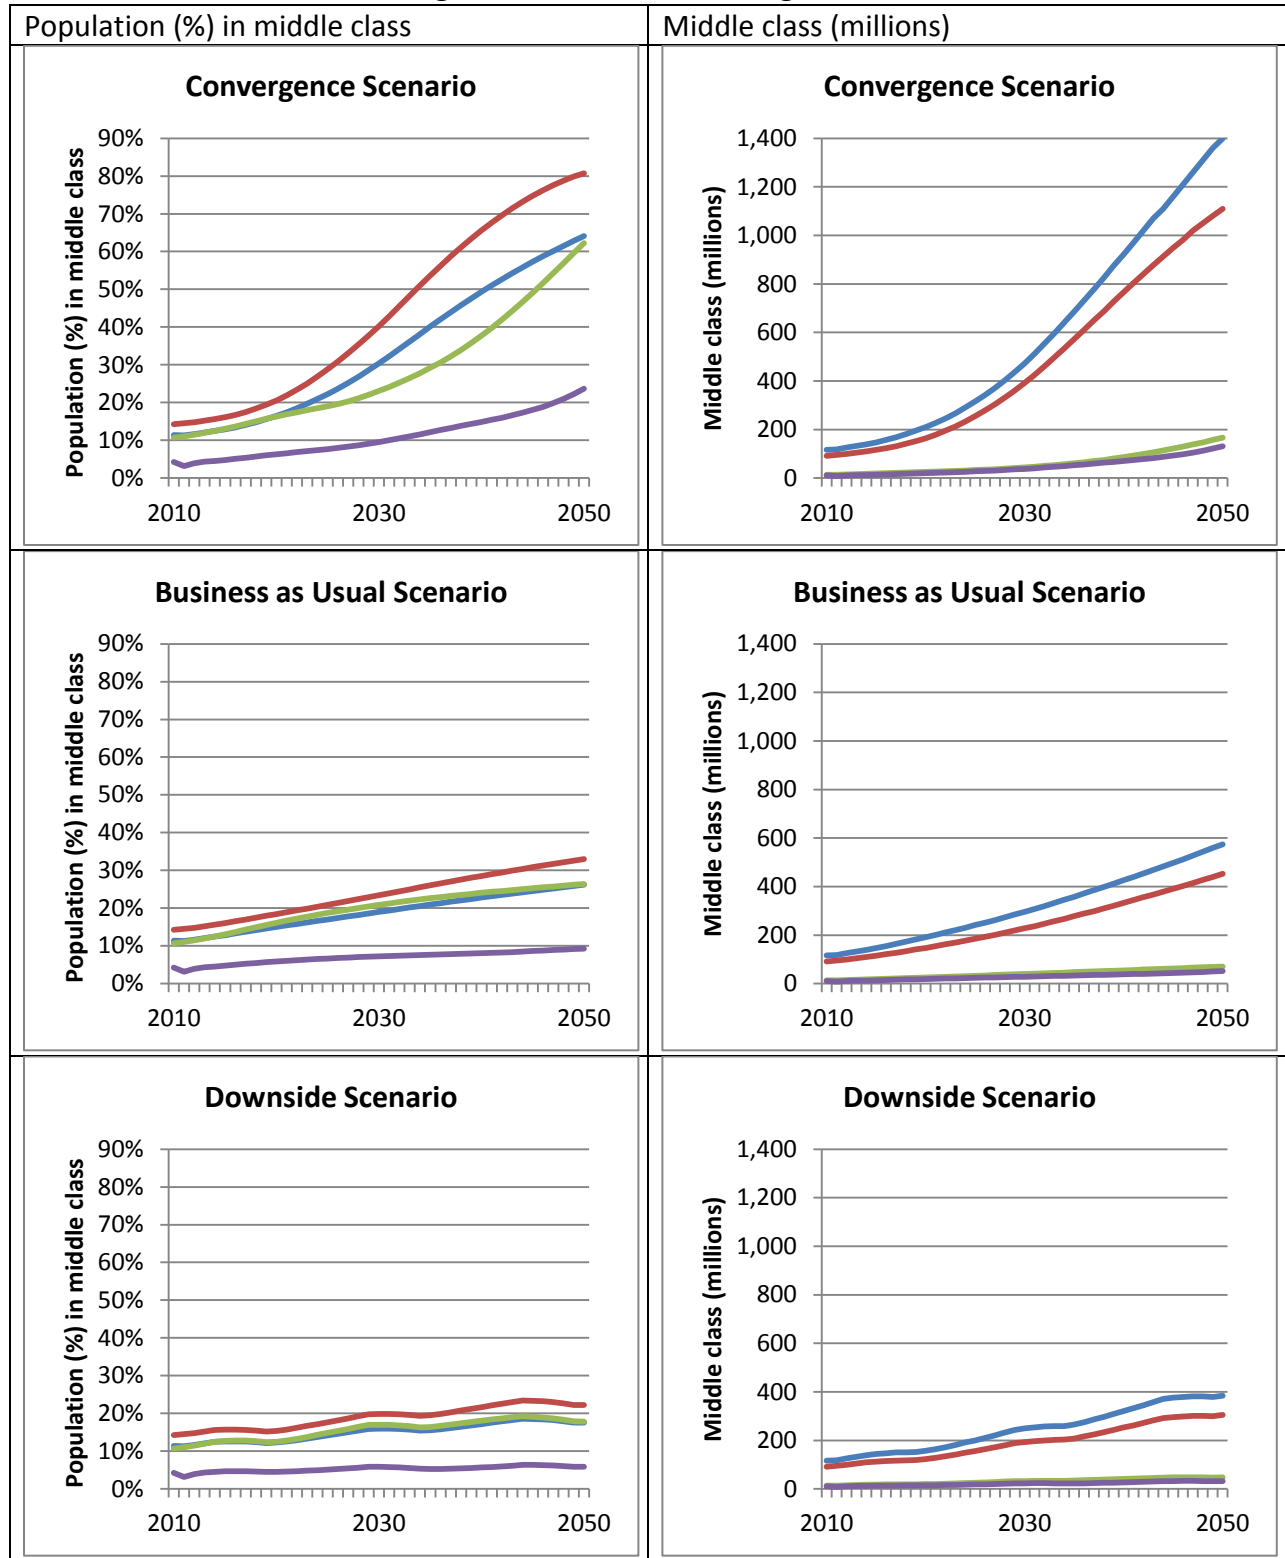 Population (%) in middle class
Middle class (millions)
Convergence Scenario
Population (%) in middle class
90%
80%
70%
60%
50%
40%
30%
20%
10%
0%
2010 2030 2050
Convergence Scenario
Middle class (millions)
1,400
1,200
1,000
800
600
400
200
0
2010 2030 2050
Business as Usual Scenario
Population (%) in middle class
90%
80%
70%
60%
50%
40%
30%
20%
10%
0%
2010 2030 2050
Business as Usual Scenario
Middle class (millions)
1,400
1,200
1,000
800
600
400
200
0
2010 2030 2050
Downside Scenario
Population (%) in middle class
90%
80%
70%
60%
50%
40%
30%
20%
10%
0%
2010 2030 2050
Downside Scenario
Middle class (millions)
1,400
1,200
1,000
800
600
400
200
0
2010 2030 2050